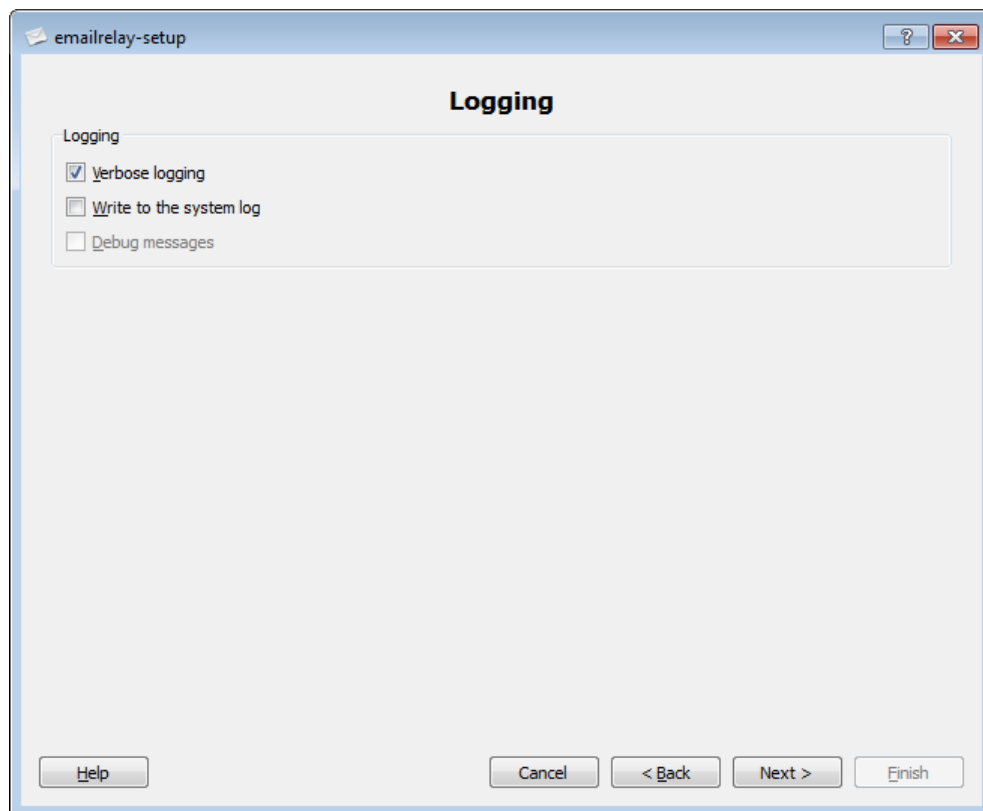 emailrelay-setup
?
Logging
Logging
Verbose logging
Write to the system log
Debug messages
Help
Cancel
< Back
Next >
Finish